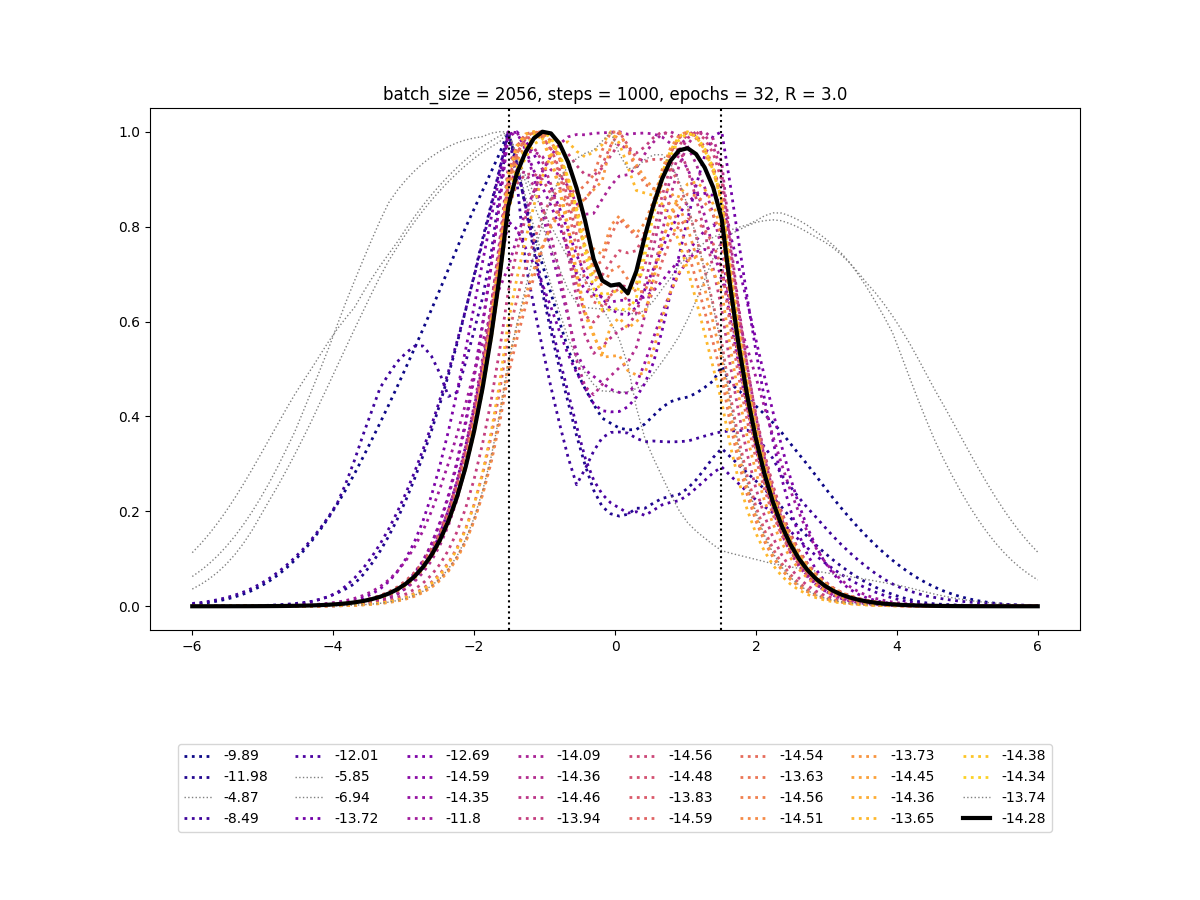 batch_size = 2056, steps = 1000, epochs = 32, R = 3.0
1.0
0.8
0.6
0.4
0.2
0.0
−6 −4 −2 0 2 4 6
-9.89 -12.01 -12.69 -14.09 -14.56 -14.54 -13.73 -14.38
-11.98 -5.85 -14.59 -14.36 -14.48 -13.63 -14.45 -14.34
-4.87 -6.94 -14.35 -14.46 -13.83 -14.56 -14.36 -13.74
-8.49 -13.72 -11.8 -13.94 -14.59 -14.51 -13.65 -14.28